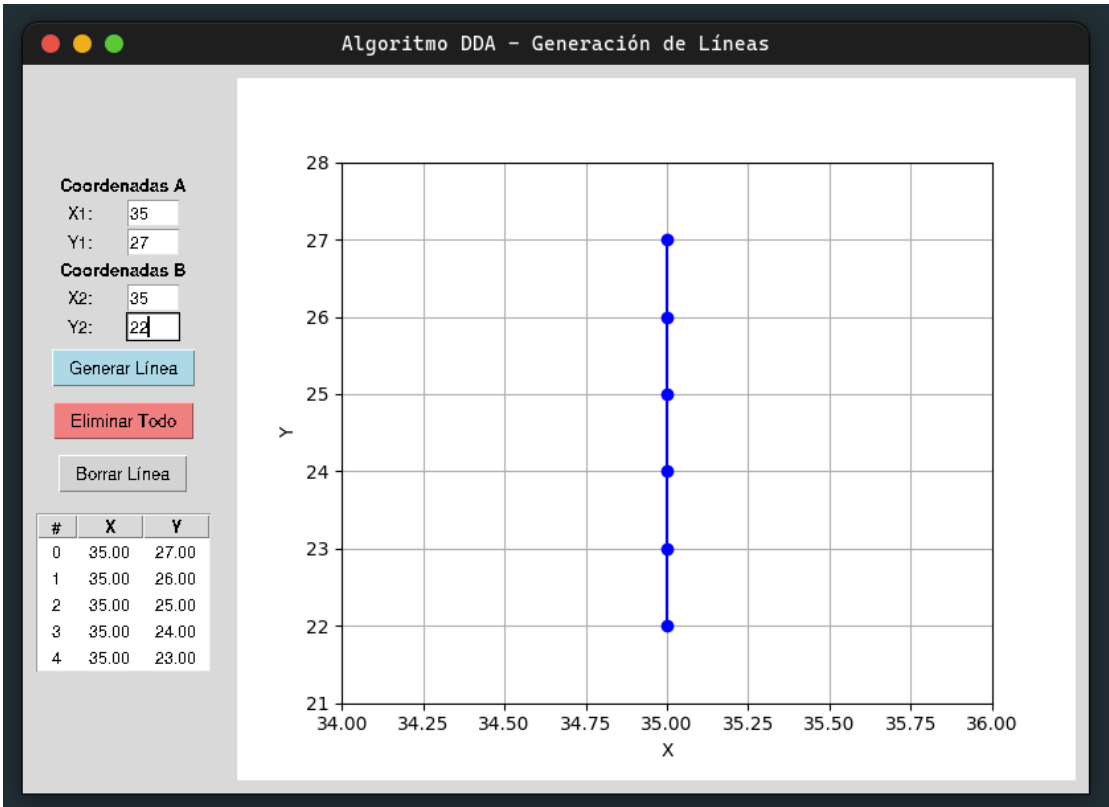 Algoritmo DDA - Generación de Líneas
Coordenadas A
X1: 35
Y1: 27
Coordenadas B
X2: 35
Y2: 22
Generar Línea
Eliminar Todo
Borrar Línea
# X Y
0 35.00 27.00
1 35.00 26.00
2 35.00 25.00
3 35.00 24.00
4 35.00 23.00
28
27
26
25
24
23
22
21
Y
34.00 34.25 34.50 34.75 35.00 35.25 35.50 35.75 36.00
X